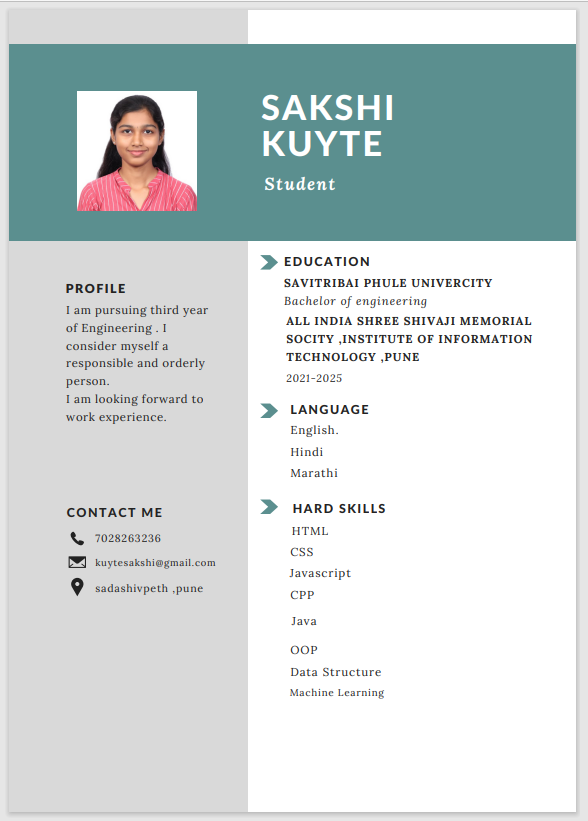 SAKSHI
KUYTE
Student
PROFILE
I am pursuing third year
of Engineering . I
consider myself a
responsible and orderly
person.
I am looking forward to
work experience.
CONTACT ME
7028263236
kuytesakshi@gmail.com
sadashivpeth ,pune
EDUCATION
SAVITRIBAI PHULE UNIVERCITY
Bachelor of engineering
ALL INDIA SHREE SHIVAJI MEMORIAL
SOCITY ,INSTITUTE OF INFORMATION
TECHNOLOGY ,PUNE
2021-2025
LANGUAGE
English.
Hindi
Marathi
HARD SKILLS
HTML
CSS
Javascript
CPP
Java
OOP
Data Structure
Machine Learning